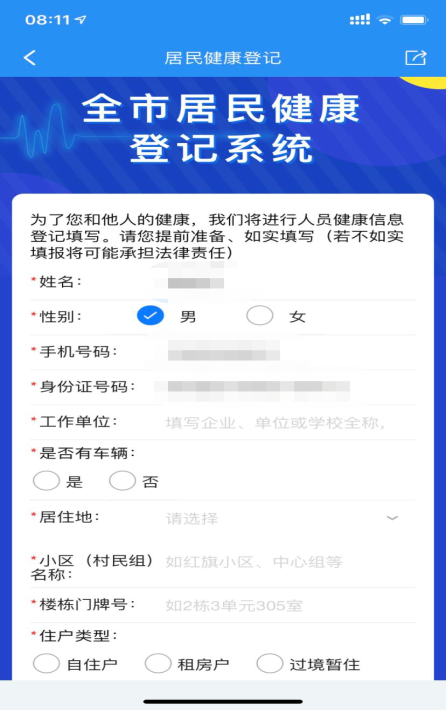 08:11
居民健康登记
全市居民健康
登记系统
为了您和他人的健康，我们将进行人员健康信息
登记填写。请您提前准备、如实填写（若不如实
填报将可能承担法律责任）
*姓名：
*性别： 男 女
*手机号码：
*身份证号码：
*工作单位： 填写企业、单位或学校全称，
*是否有车辆：
是 否
*居住地： 请选择
*小区（村民组）
名称： 如红旗小区、中心组等
*楼栋门牌号： 如2栋3单元305室
*住户类型：
自住户 租房户 过境暂住